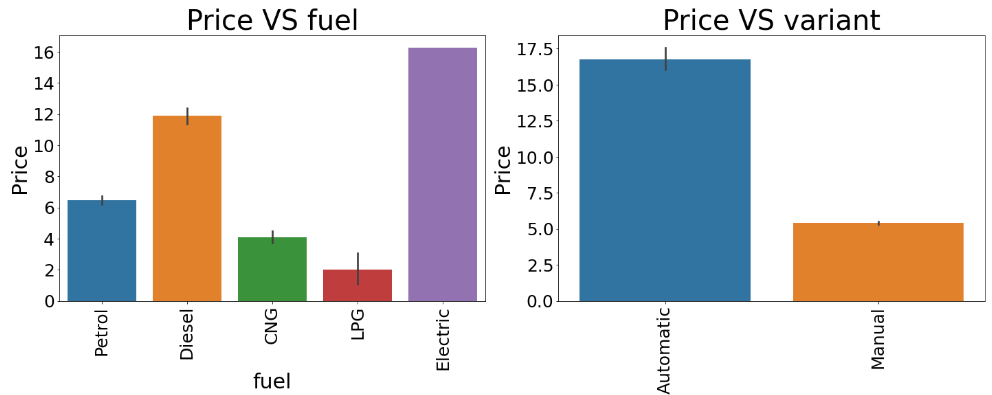 Price VS fuel
Price
16
14
12
10
8
6
4
2
0
Petrol
Diesel
CNG
LPG
Electric
fuel
Price VS variant
Price
17.5
15.0
12.5
10.0
7.5
5.0
2.5
0.0
Automatic
Manual